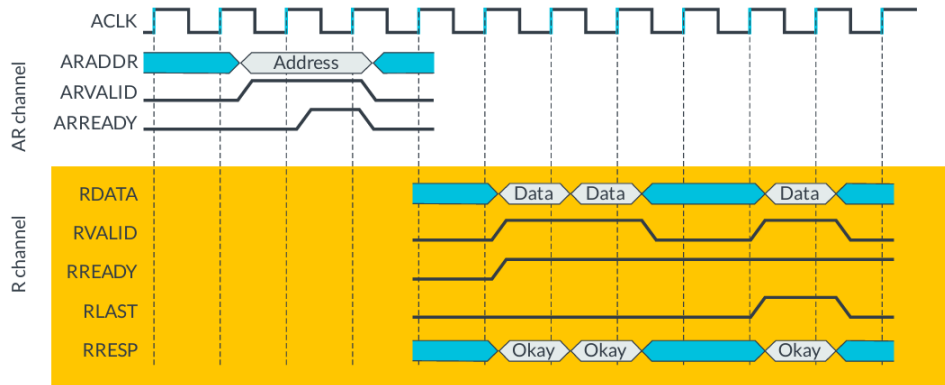 ACLK
ARADDR Address
ARVALID
ARREADY
AR channel
RDATA Data Data Data
RVALID
RREADY
RLAST
RRESP Okay Okay Okay
R channel